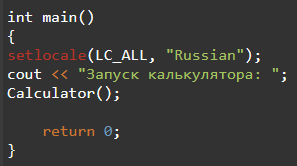 int main()
{
setlocale(LC_ALL, "Russian");
cout << "Запуск калькулятора: ";
Calculator();
return 0;
}